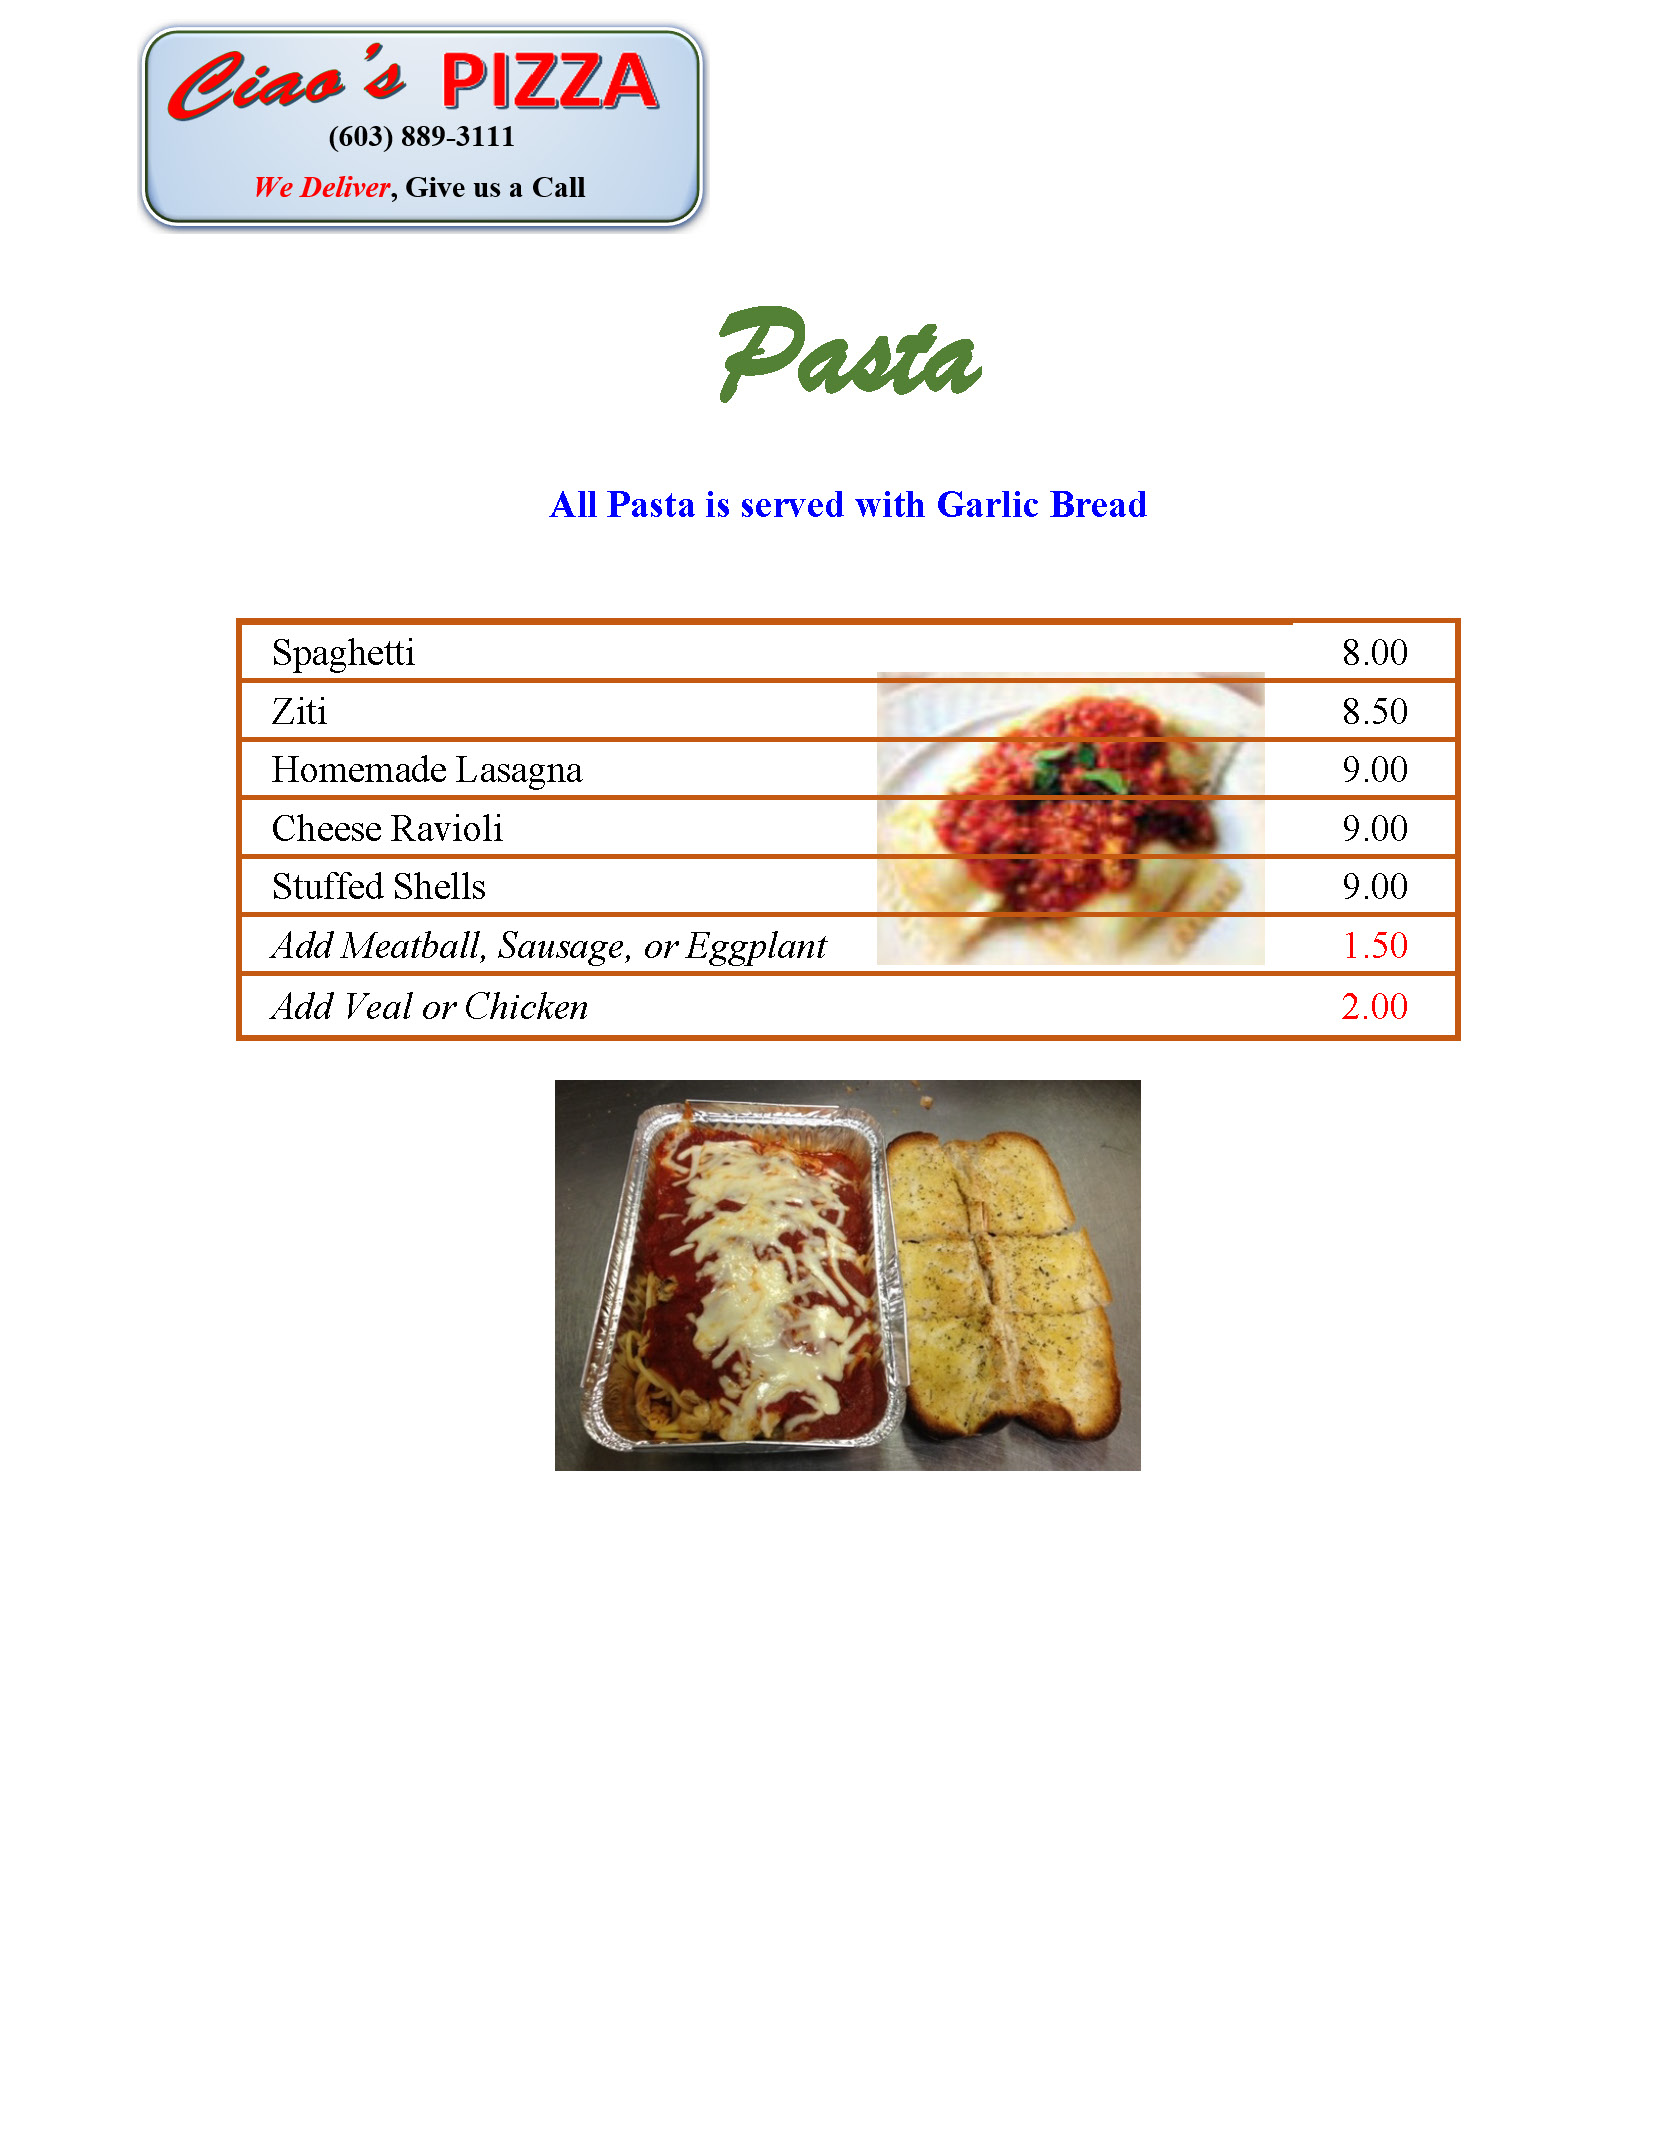 Ciao's PIZZA
(603) 889-3111
We Deliver, Give us a Call
Pasta
All Pasta is served with Garlic Bread
Spaghetti 8.00
Ziti 8.50
Homemade Lasagna 9.00
Cheese Ravioli 9.00
Stuffed Shells 9.00
Add Meatball, Sausage, or Eggplant 1.50
Add Veal or Chicken 2.00